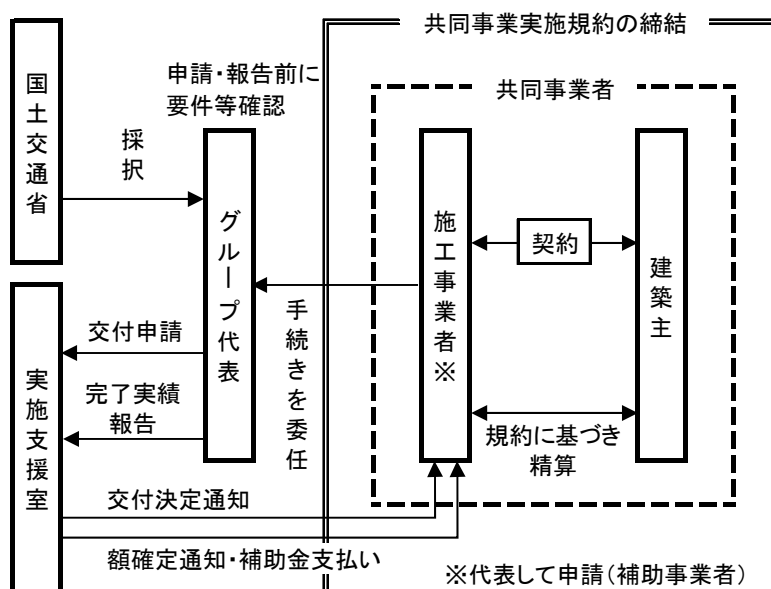 共同事業実施規約の締結
申請・報告前に
要件等確認
共同事業者
国土交通省
採択
グループ代表
施工事業者※
契約
建築主
手続きを委任
交付申請
完了実績
報告
規約に基づき
精算
実施支援室
交付決定通知
額確定通知・補助金支払い
※代表して申請(補助事業者)